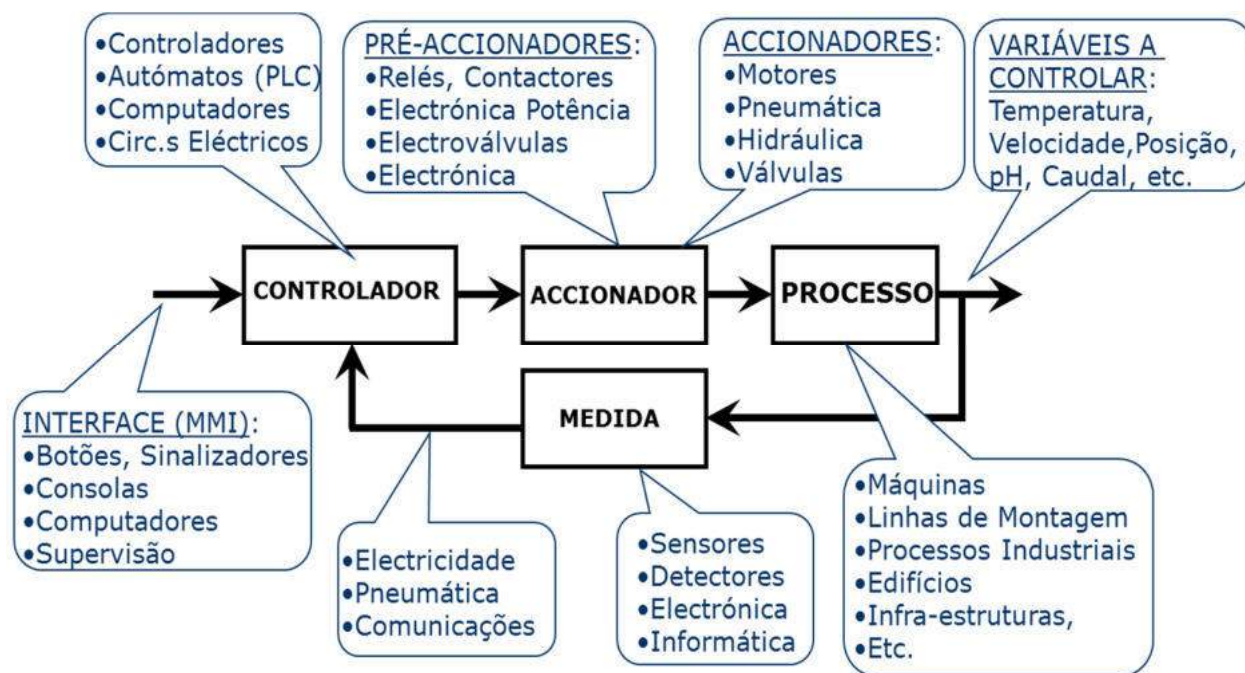 •Controladores
•Autómatos (PLC)
•Computadores
•Circ.s Eléctricos
PRÉ-ACCIONADORES:
•Relés, Contactores
•Electrónica Potência
•Electroválvulas
•Electrónica
ACCIONADORES:
•Motores
•Pneumática
•Hidráulica
•Válvulas
VARIÁVEIS A
CONTROLAR:
Temperatura,
Velocidade,Posição,
pH, Caudal, etc.
CONTROLADOR
ACCIONADOR
PROCESSO
MEDIDA
INTERFACE (MMI):
•Botões, Sinalizadores
•Consolas
•Computadores
•Supervisão
•Electricidade
•Pneumática
•Comunicações
•Sensores
•Detectores
•Electrónica
•Informática
•Máquinas
•Linhas de Montagem
•Processos Industriais
•Edifícios
•Infra-estruturas,
•Etc.